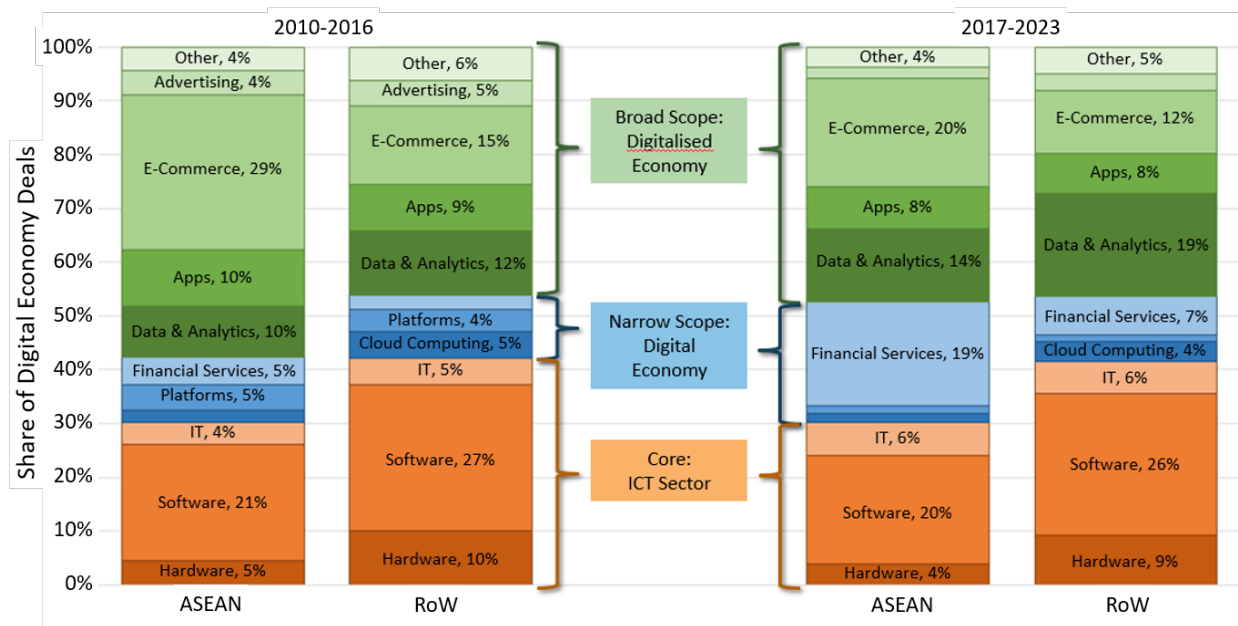 2010-2016
2017-2023
Share of Digital Economy Deals
100%
90%
80%
70%
60%
50%
40%
30%
20%
10%
0%
Other, 4%
Advertising, 4%
E-Commerce, 29%
Apps, 10%
Data & Analytics, 10%
Financial Services, 5%
Platforms, 5%
IT, 4%
Software, 21%
Hardware, 5%
ASEAN
Other, 6%
Advertising, 5%
E-Commerce, 15%
Apps, 9%
Data & Analytics, 12%
Platforms, 4%
Cloud Computing, 5%
IT, 5%
Software, 27%
Hardware, 10%
RoW
Broad Scope:
Digitalised
Economy
Narrow Scope:
Digital
Economy
Core:
ICT Sector
Other, 4%
E-Commerce, 20%
Apps, 8%
Data & Analytics, 14%
Financial Services, 19%
IT, 6%
Software, 20%
Hardware, 4%
ASEAN
Other, 5%
E-Commerce, 12%
Apps, 8%
Data & Analytics, 19%
Financial Services, 7%
Cloud Computing, 4%
IT, 6%
Software, 26%
Hardware, 9%
RoW